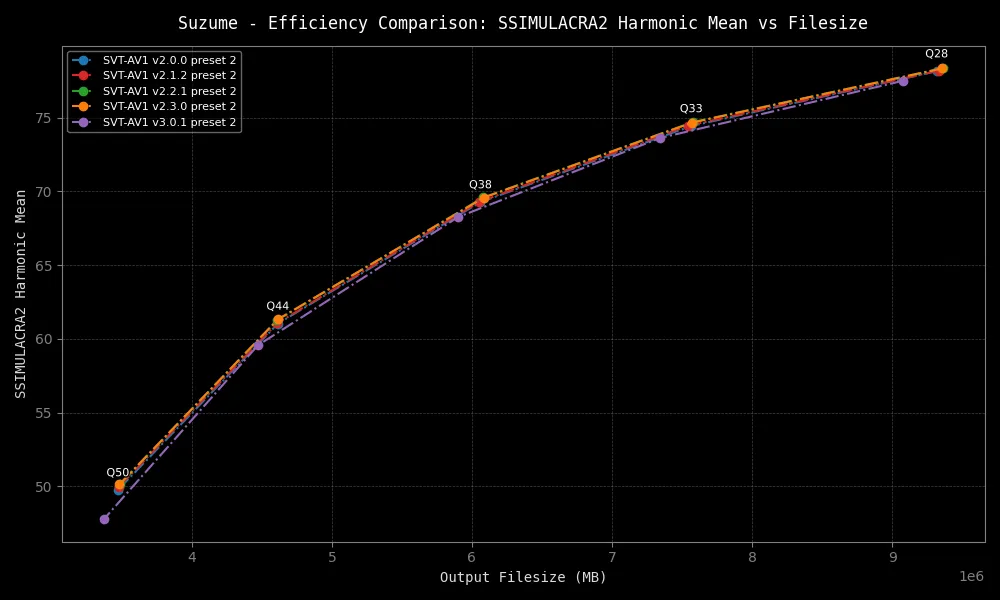 Suzume - Efficiency Comparison: SSIMULACRA2 Harmonic Mean vs Filesize
SVT-AV1 v2.0.0 preset 2
SVT-AV1 v2.1.2 preset 2
SVT-AV1 v2.2.1 preset 2
SVT-AV1 v2.3.0 preset 2
SVT-AV1 v3.0.1 preset 2
Q28
Q33
Q38
Q44
Q50
SSIMULACRA2 Harmonic Mean
75
70
65
60
55
50
4 5 6 7 8 9
1e6
Output Filesize (MB)